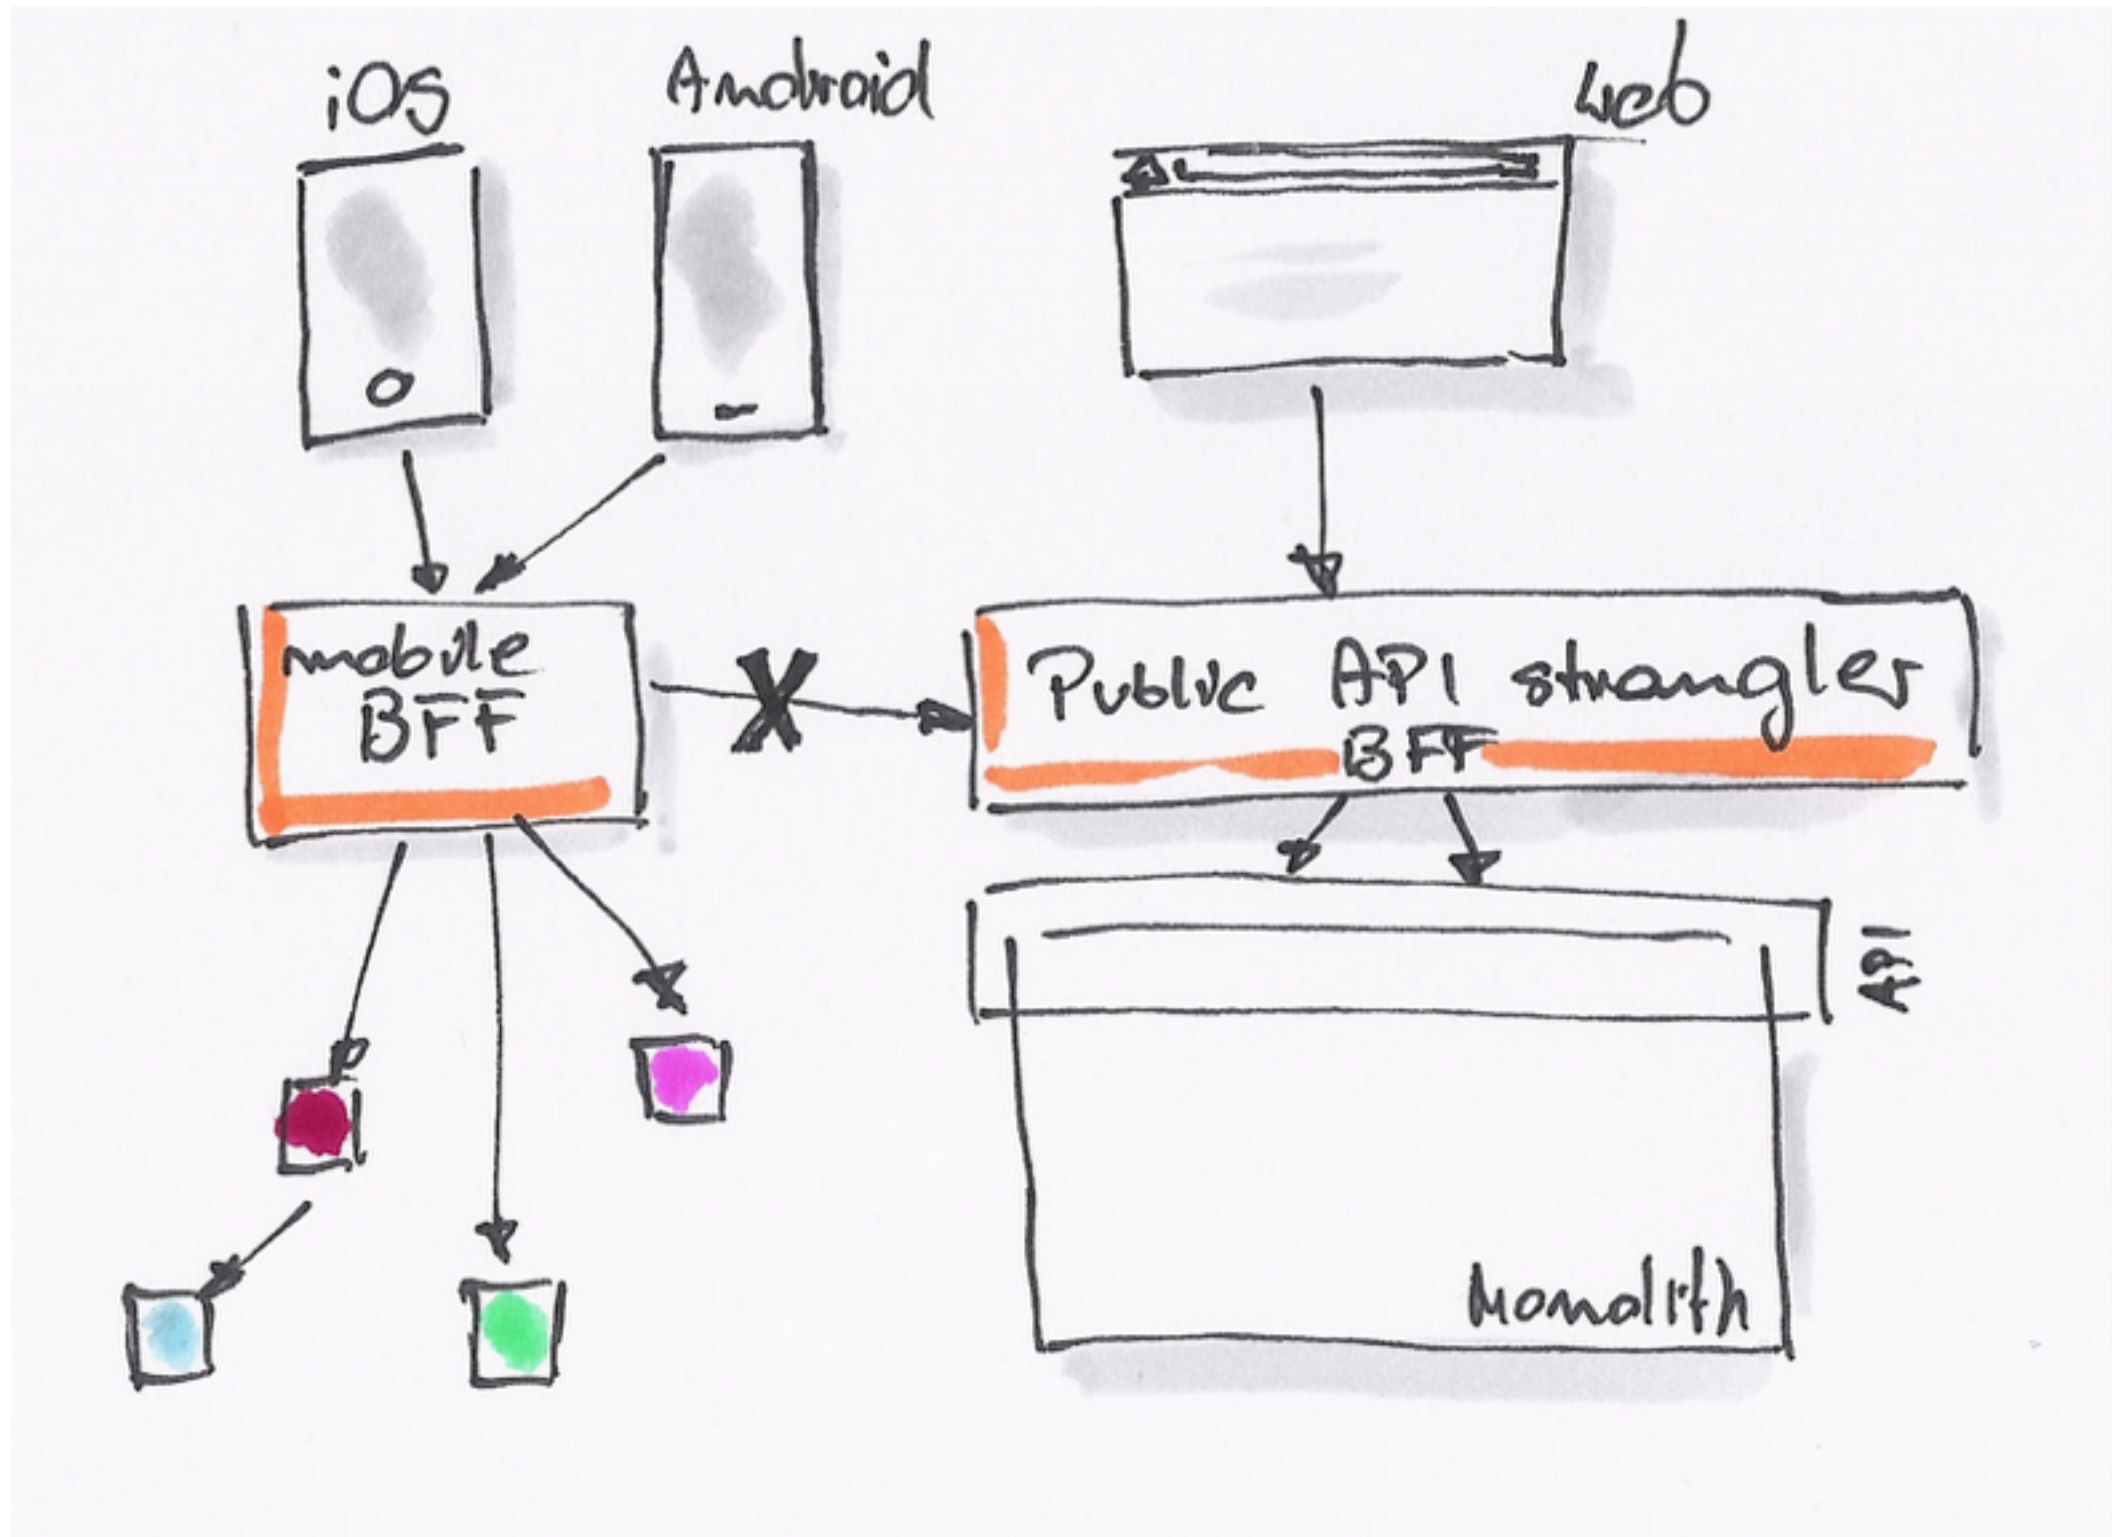 iOS
Android
web
mobile
BFF
Public API strangler
BFF
API
Monolith